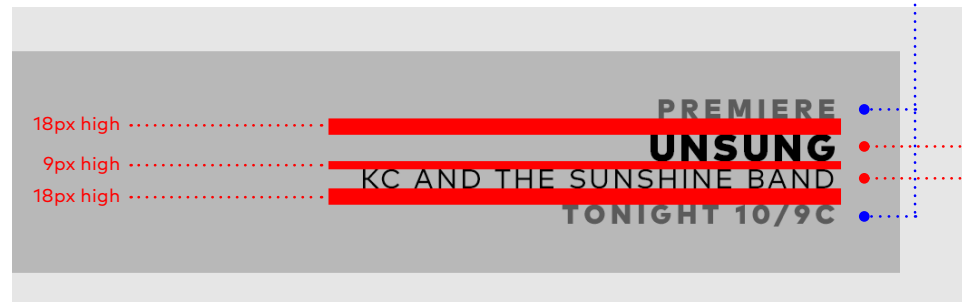 PREMIERE
18px high
UNSUNG
9px high
KC AND THE SUNSHINE BAND
18px high
TONIGHT 10/9C